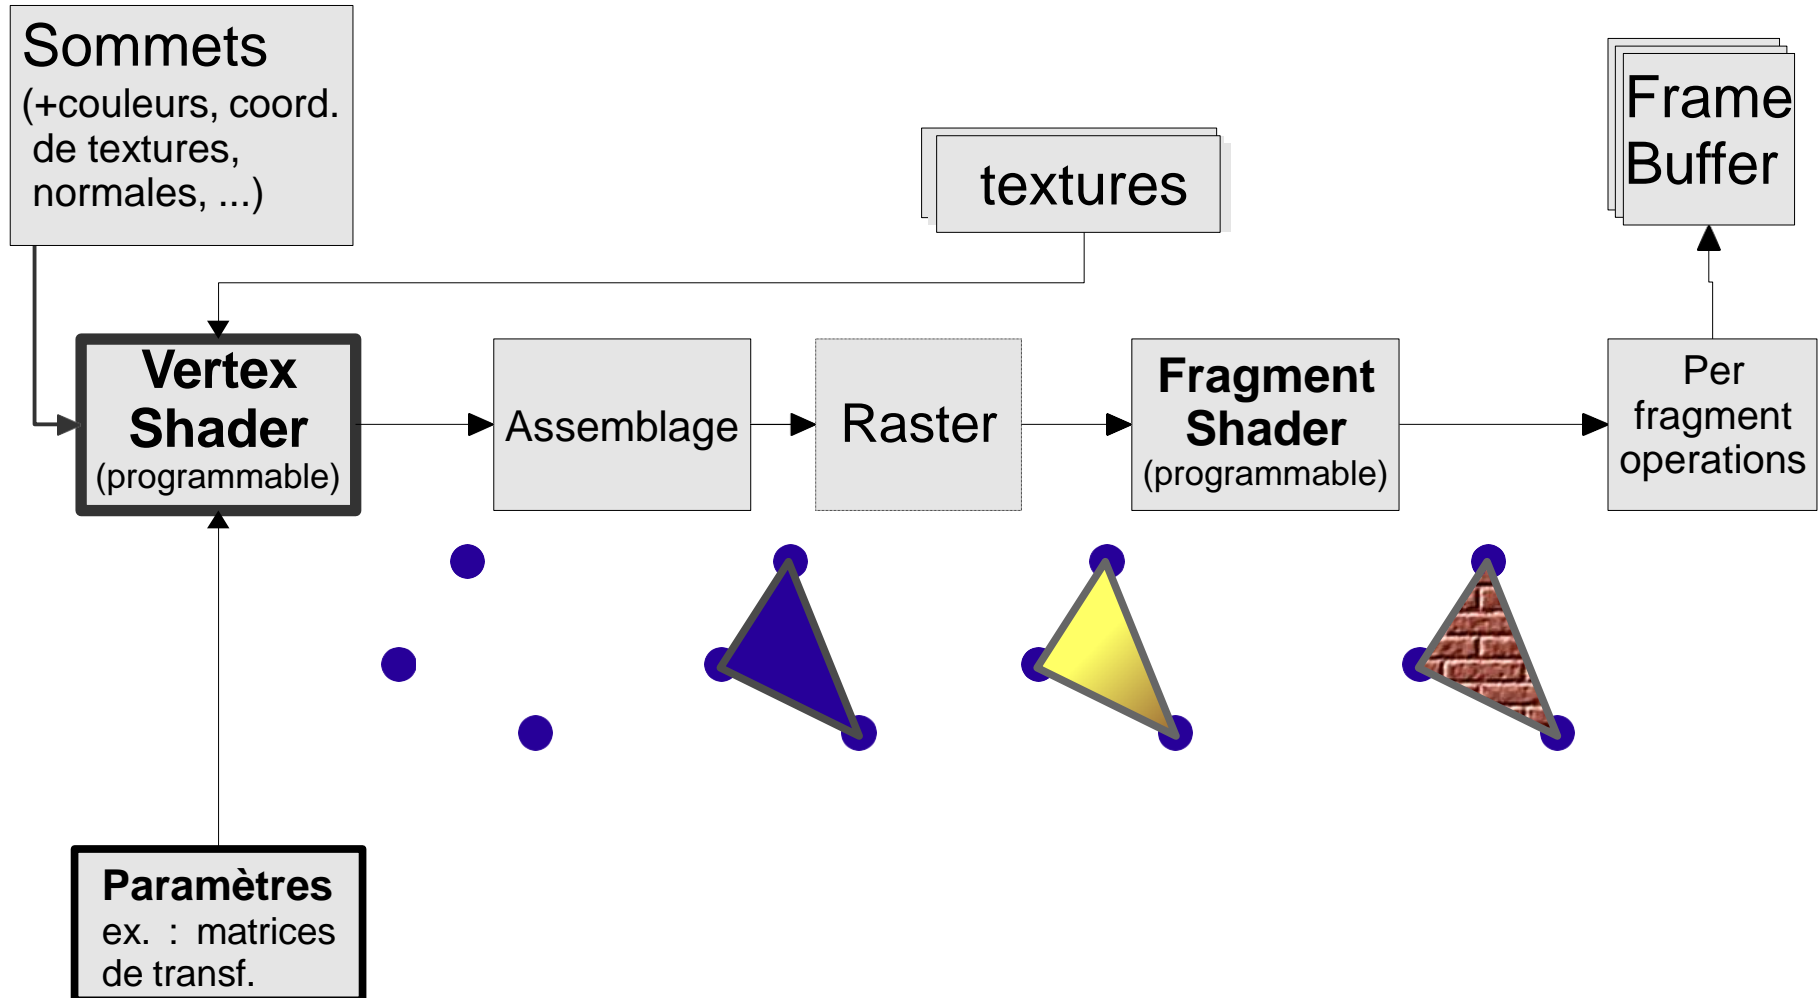 Sommets
(+couleurs, coord.
de textures,
normales, ...)
textures
Frame
Buffer
Vertex
Shader
(programmable)
Assemblage
Raster
Fragment
Shader
(programmable)
Per
fragment
operations
Paramètres
ex. : matrices
de transf.